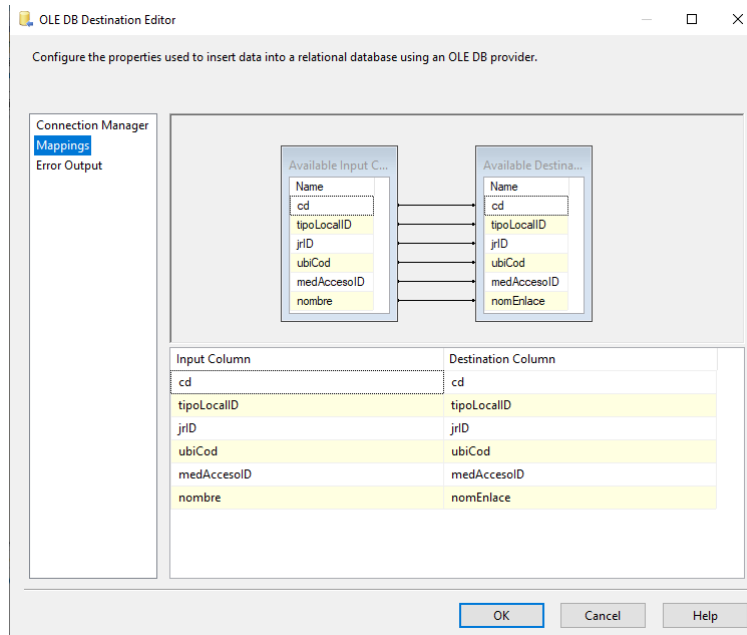 OLE DB Destination Editor
Configure the properties used to insert data into a relational database using an OLE DB provider.
Connection Manager
Mappings
Error Output
Available Input C...
Name
cd
tipoLocalID
jrID
ubiCod
medAccesoID
nombre
Available Destina...
Name
cd
tipoLocalID
jrID
ubiCod
medAccesoID
nomEnlace
Input Column Destination Column
cd cd
tipoLocalID tipoLocalID
jrID jrID
ubiCod ubiCod
medAccesoID medAccesoID
nombre nomEnlace
OK Cancel Help